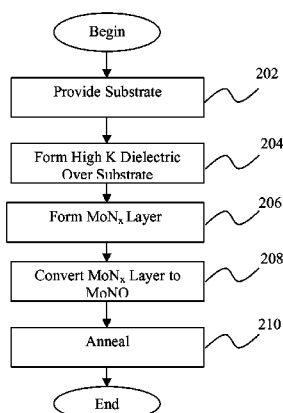 Begin
Provide Substrate
202
Form High K Dielectric
Over Substrate
204
Form MoNₓ Layer
206
Convert MoNₓ Layer to
MoNO
208
Anneal
210
End